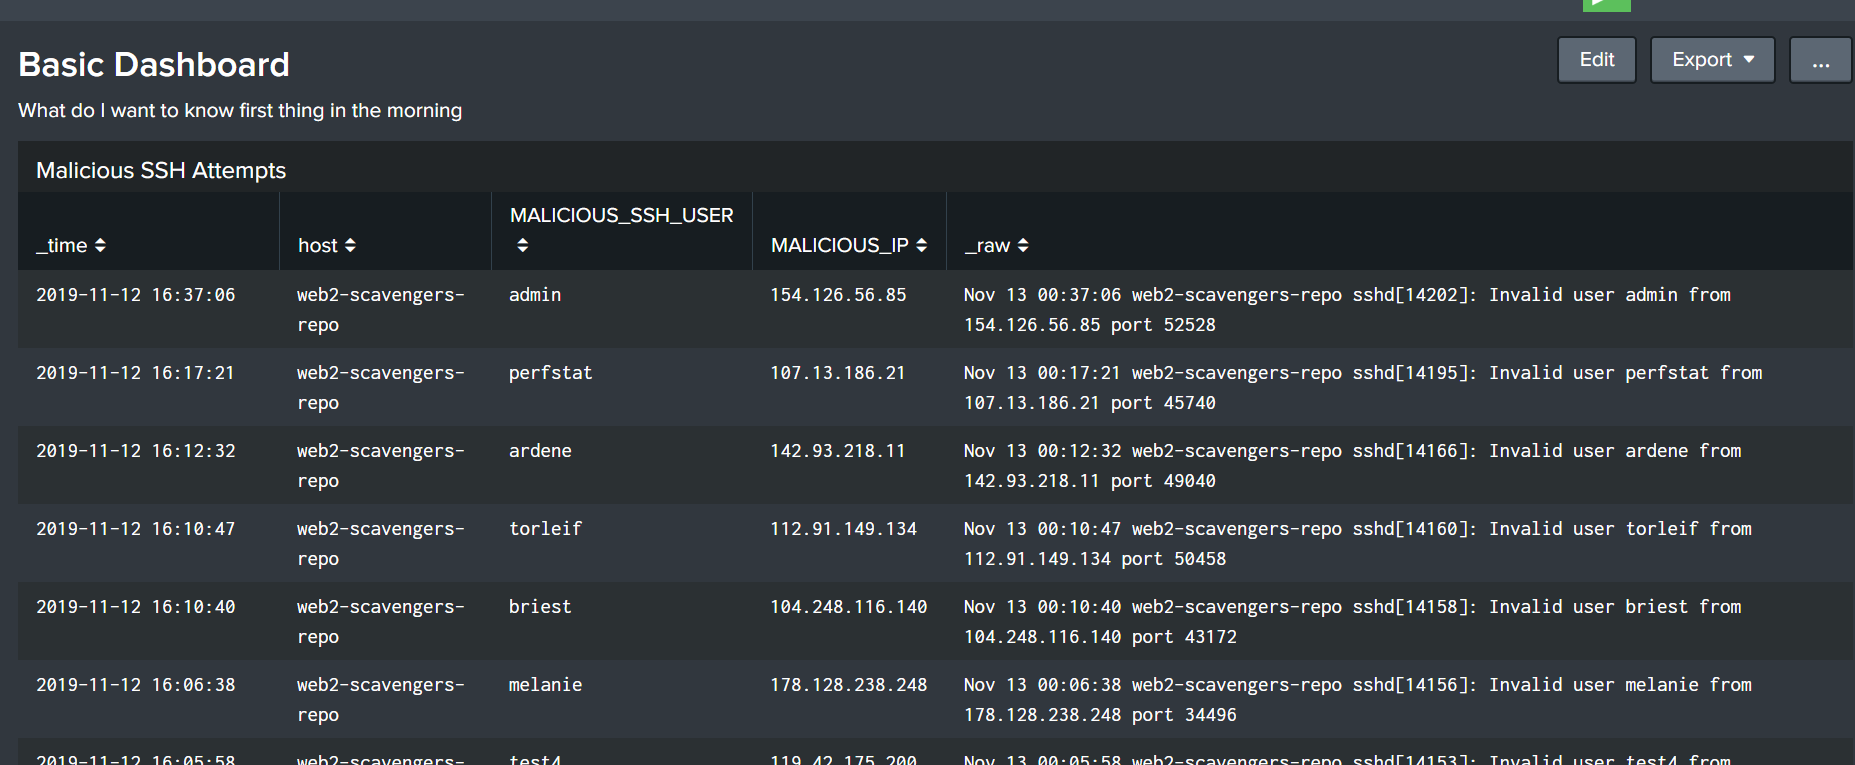 Basic Dashboard
Edit
Export
...
What do I want to know first thing in the morning
Malicious SSH Attempts
_time host MALICIOUS_SSH_USER MALICIOUS_IP _raw
2019-11-12 16:37:06 web2-scavengers- admin 154.126.56.85 Nov 13 00:37:06 web2-scavengers-repo sshd[14202]: Invalid user admin from
repo 154.126.56.85 port 52528
2019-11-12 16:17:21 web2-scavengers- perfstat 107.13.186.21 Nov 13 00:17:21 web2-scavengers-repo sshd[14195]: Invalid user perfstat from
repo 107.13.186.21 port 45740
2019-11-12 16:12:32 web2-scavengers- ardene 142.93.218.11 Nov 13 00:12:32 web2-scavengers-repo sshd[14166]: Invalid user ardene from
repo 142.93.218.11 port 49040
2019-11-12 16:10:47 web2-scavengers- torleif 112.91.149.134 Nov 13 00:10:47 web2-scavengers-repo sshd[14160]: Invalid user torleif from
repo 112.91.149.134 port 50458
2019-11-12 16:10:40 web2-scavengers- briest 104.248.116.140 Nov 13 00:10:40 web2-scavengers-repo sshd[14158]: Invalid user briest from
repo 104.248.116.140 port 43172
2019-11-12 16:06:38 web2-scavengers- melanie 178.128.238.248 Nov 13 00:06:38 web2-scavengers-repo sshd[14156]: Invalid user melanie from
repo 178.128.238.248 port 34496
2019-11-12 16:05:58 web2-scavengers- test4 119.42.175.200 Nov 13 00:05:58 web2-scavengers-repo sshd[14153]: Invalid user test4 from